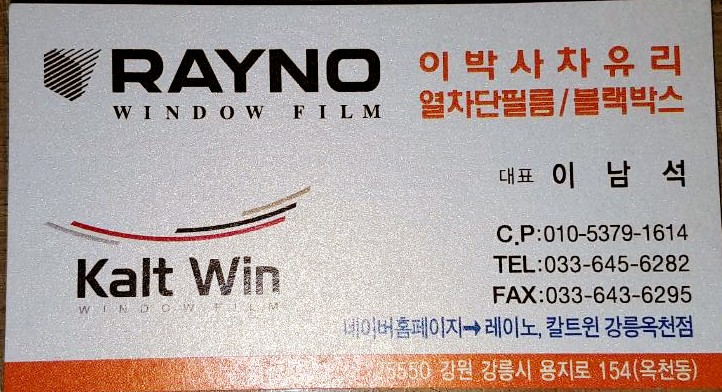 RAYNO
WINDOW FILM
이박사차유리
열차단필름/블랙박스
대표 이 남 석
Kalt Win
WINDOW FILM
C.P:010-5379-1614
TEL:033-645-6282
FAX:033-643-6295
네이버홈페이지➞ 레이노, 칼트윈 강릉옥천점
25550 강원 강릉시 용지로 154(옥천동)